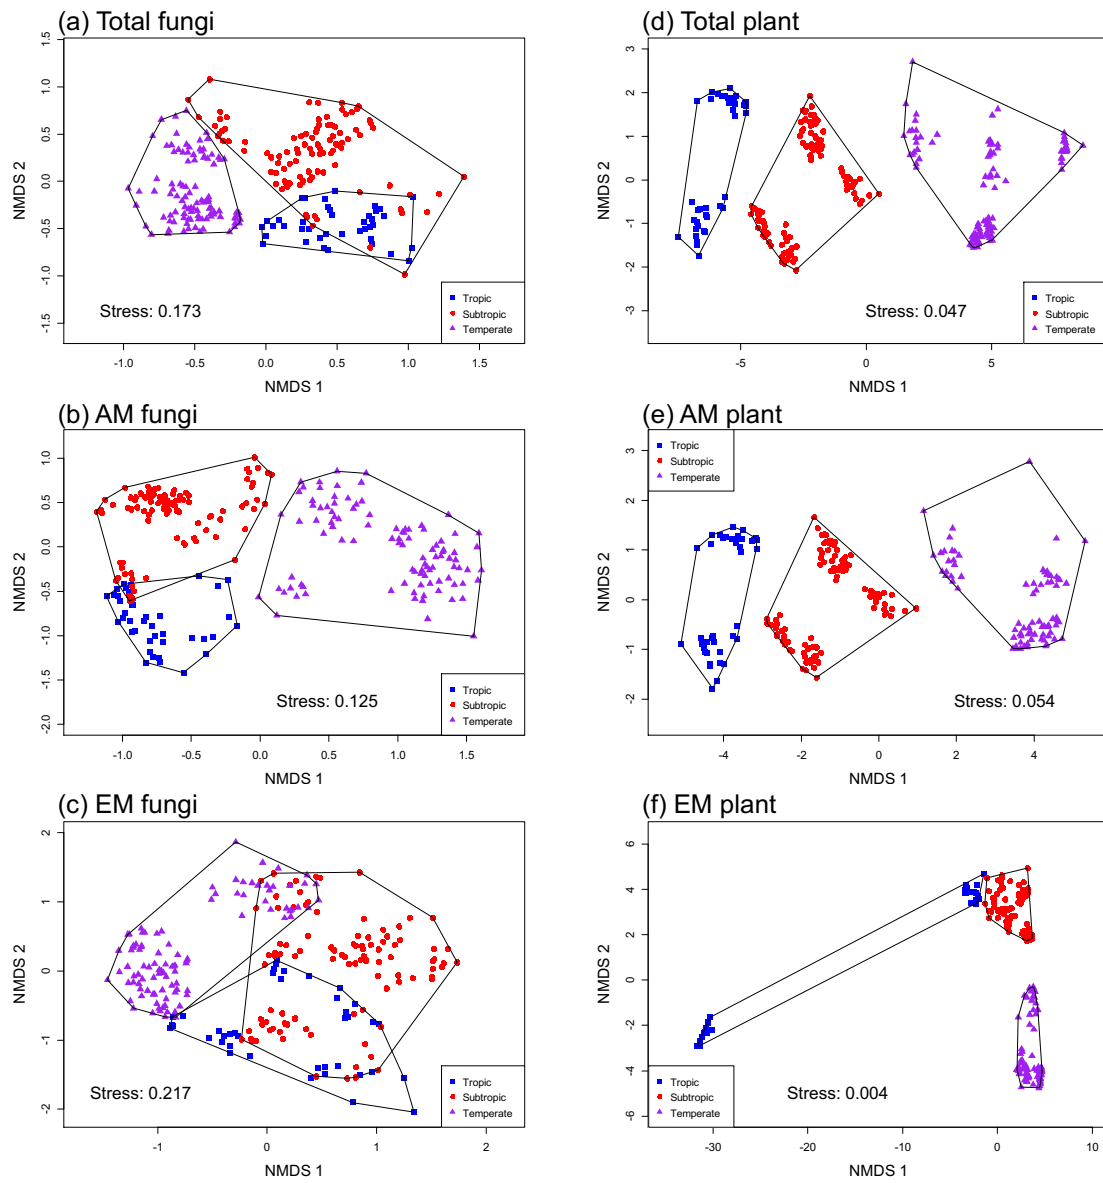 (a) Total fungi
NMDS 2
1.5
1.0
0.5
0.0
-0.5
-1.0
-1.5
Stress: 0.173
Tropic
Subtropic
Temperate
-1.0 -0.5 0.0 0.5 1.0 1.5
NMDS 1
(d) Total plant
NMDS 2
3
2
1
0
-1
-2
-3
Stress: 0.047
Tropic
Subtropic
Temperate
-5 0 5
NMDS 1
(b) AM fungi
NMDS 2
1.0
0.5
0.0
-0.5
-1.0
-1.5
-2.0
Stress: 0.125
Tropic
Subtropic
Temperate
-1.0 -0.5 0.0 0.5 1.0 1.5
NMDS 1
(e) AM plant
NMDS 2
3
2
1
0
-1
-2
Tropic
Subtropic
Temperate
Stress: 0.054
-4 -2 0 2 4
NMDS 1
(c) EM fungi
NMDS 2
2
1
0
-1
-2
Stress: 0.217
Tropic
Subtropic
Temperate
-1 0 1 2
NMDS 1
(f) EM plant
NMDS 2
6
4
2
0
-2
-4
-6
Tropic
Subtropic
Temperate
Stress: 0.004
-30 -20 -10 0 10
NMDS 1